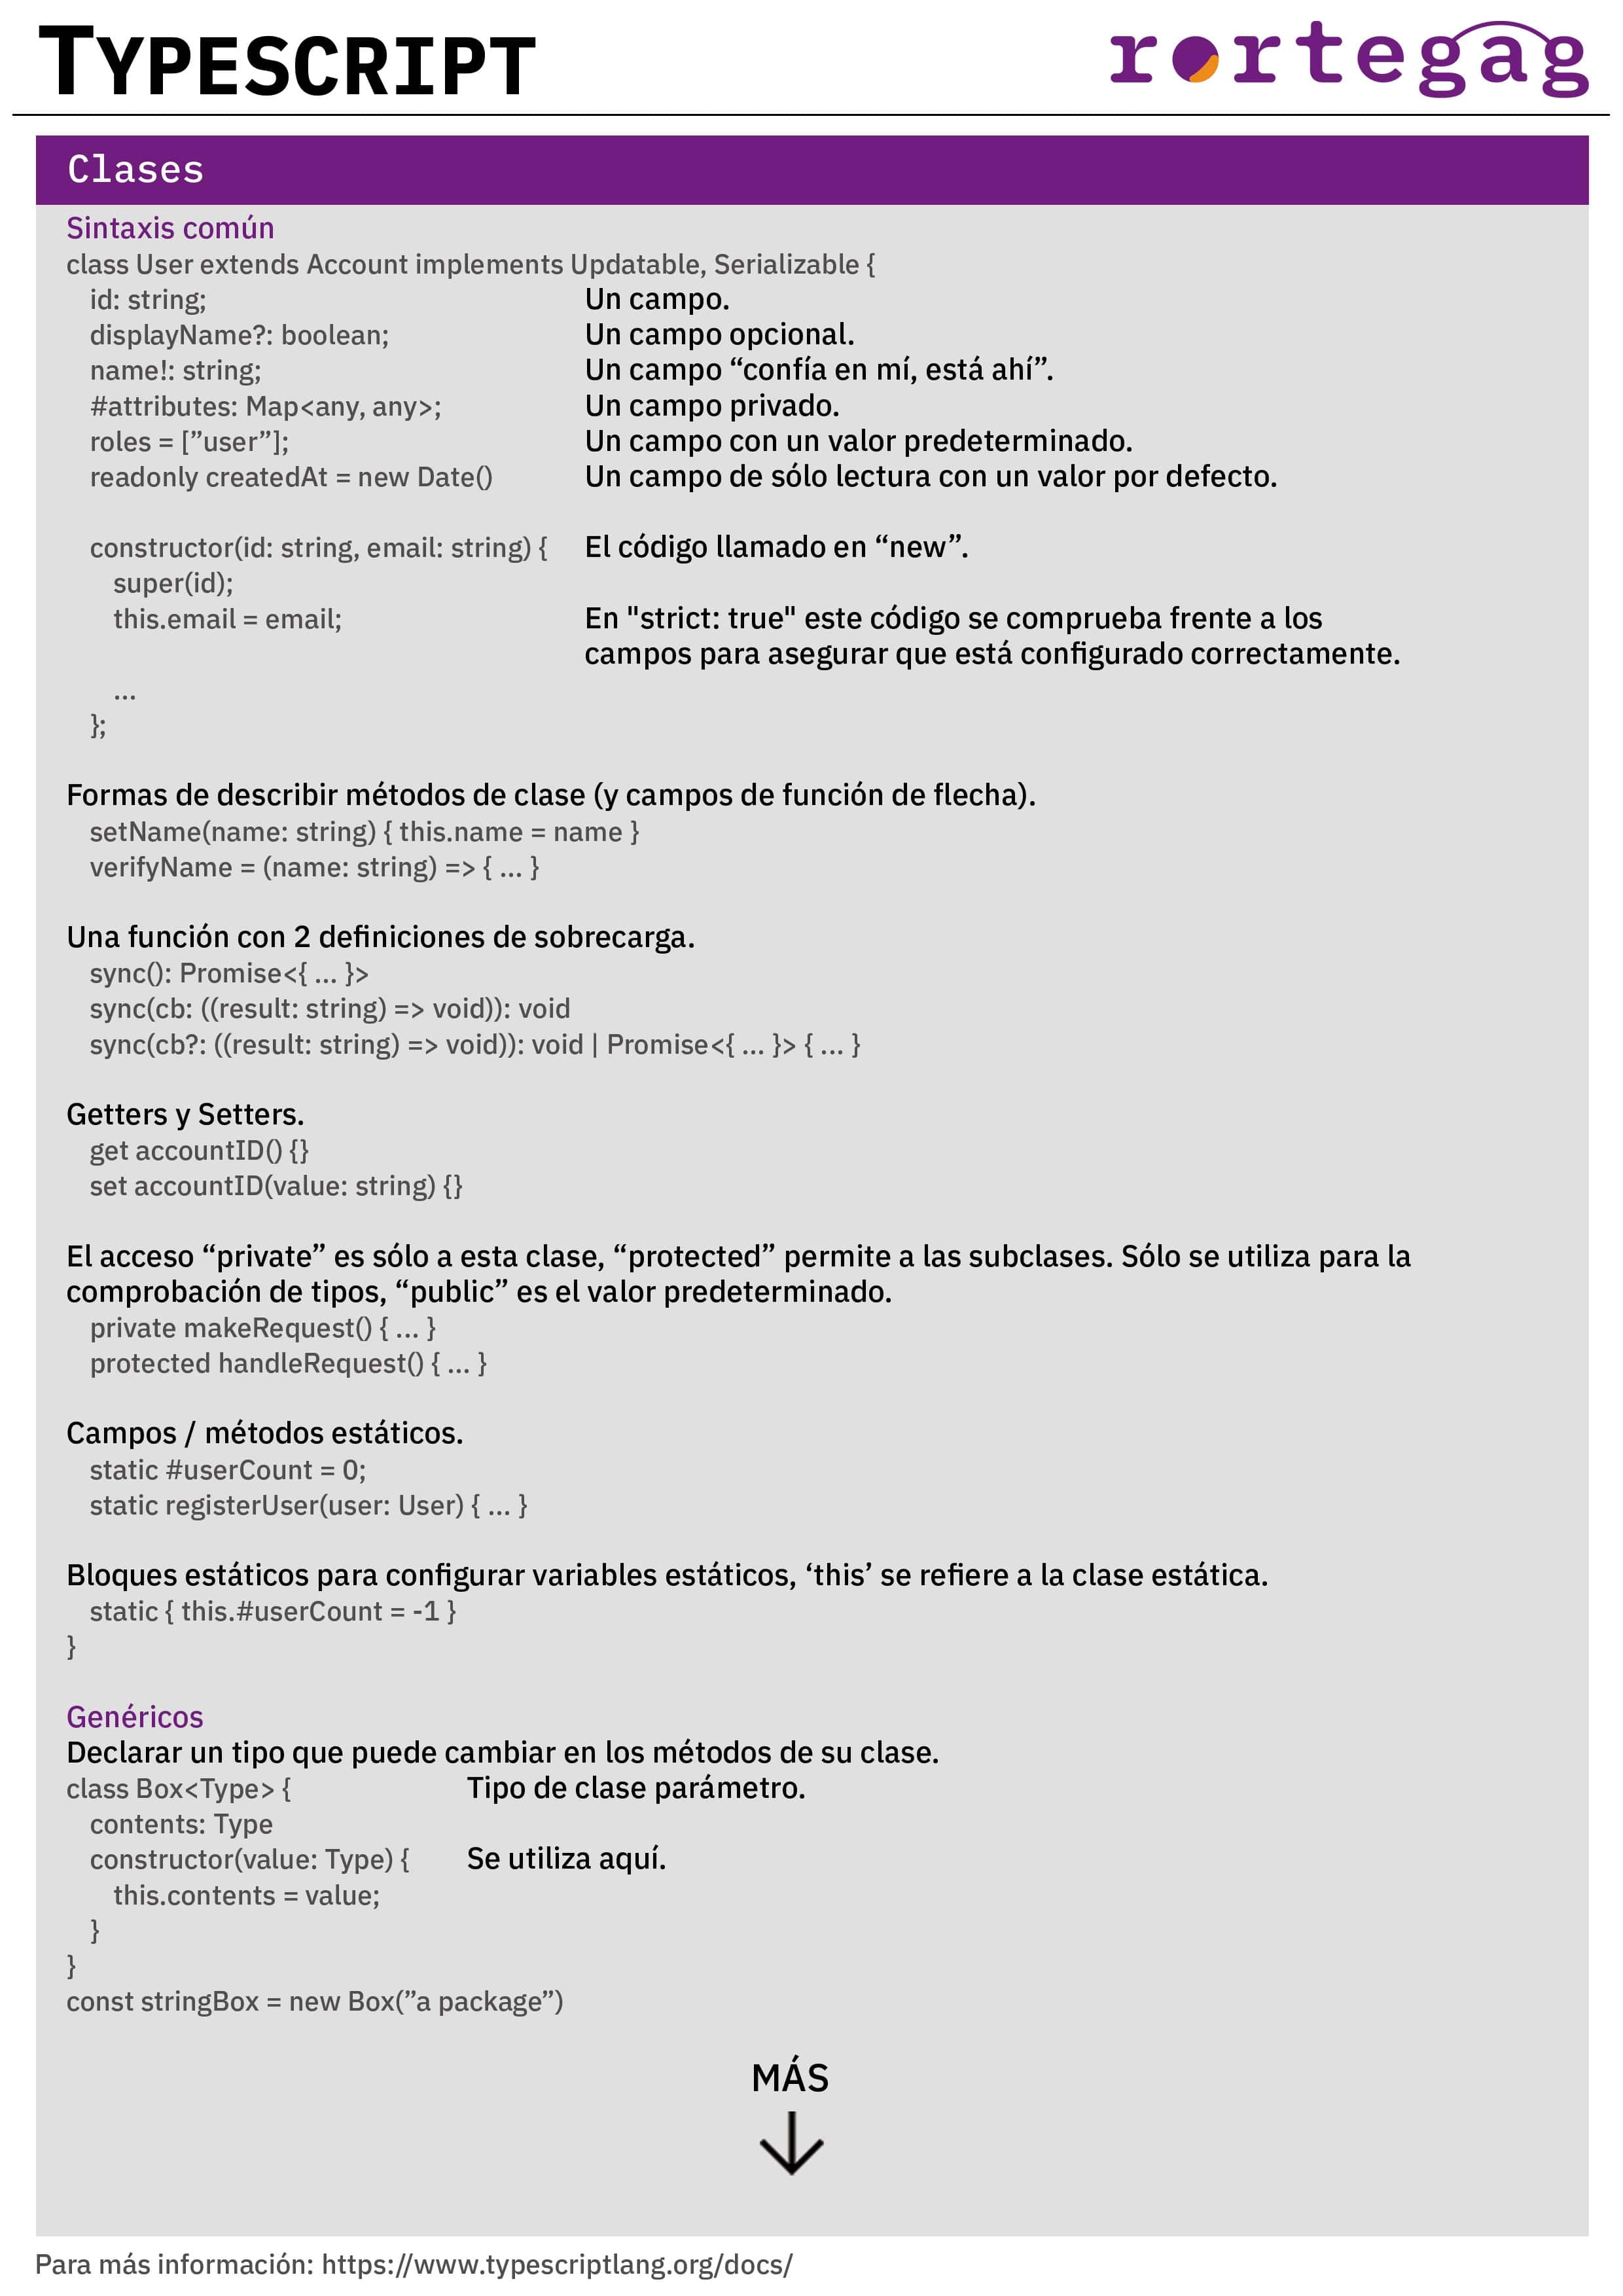 TYPESCRIPT
rortegag
Clases
Sintaxis común
class User extends Account implements Updatable, Serializable {
id: string; Un campo.
displayName?: boolean; Un campo opcional.
name!: string; Un campo “confía en mí, está ahí”.
#attributes: Map<any, any>; Un campo privado.
roles = [”user”]; Un campo con un valor predeterminado.
readonly createdAt = new Date() Un campo de sólo lectura con un valor por defecto.
constructor(id: string, email: string) { El código llamado en “new”.
super(id);
this.email = email; En "strict: true" este código se comprueba frente a los
campos para asegurar que está configurado correctamente.
...
};
Formas de describir métodos de clase (y campos de función de flecha).
setName(name: string) { this.name = name }
verifyName = (name: string) => { ... }
Una función con 2 definiciones de sobrecarga.
sync(): Promise<{ ... }>
sync(cb: ((result: string) => void)): void
sync(cb?: ((result: string) => void)): void | Promise<{ ... }> { ... }
Getters y Setters.
get accountID() {}
set accountID(value: string) {}
El acceso “private” es sólo a esta clase, “protected” permite a las subclases. Sólo se utiliza para la
comprobación de tipos, “public” es el valor predeterminado.
private makeRequest() { ... }
protected handleRequest() { ... }
Campos / métodos estáticos.
static #userCount = 0;
static registerUser(user: User) { ... }
Bloques estáticos para configurar variables estáticos, ‘this’ se refiere a la clase estática.
static { this.#userCount = -1 }
}
Genéricos
Declarar un tipo que puede cambiar en los métodos de su clase.
class Box<Type> { Tipo de clase parámetro.
contents: Type
constructor(value: Type) { Se utiliza aquí.
this.contents = value;
}
}
const stringBox = new Box(”a package”)
MÁS
Para más información: https://www.typescriptlang.org/docs/